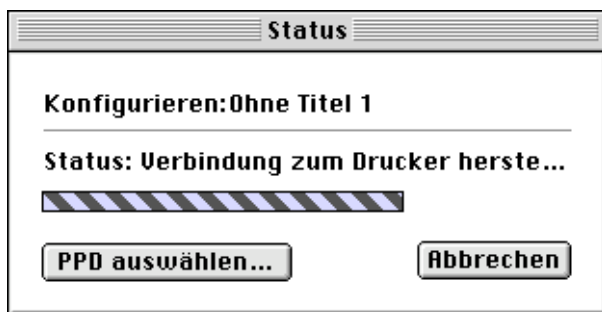 Status
Konfigurieren:Ohne Titel 1
Status: Verbindung zum Drucker herste...
PPD auswählen...
Abbrechen